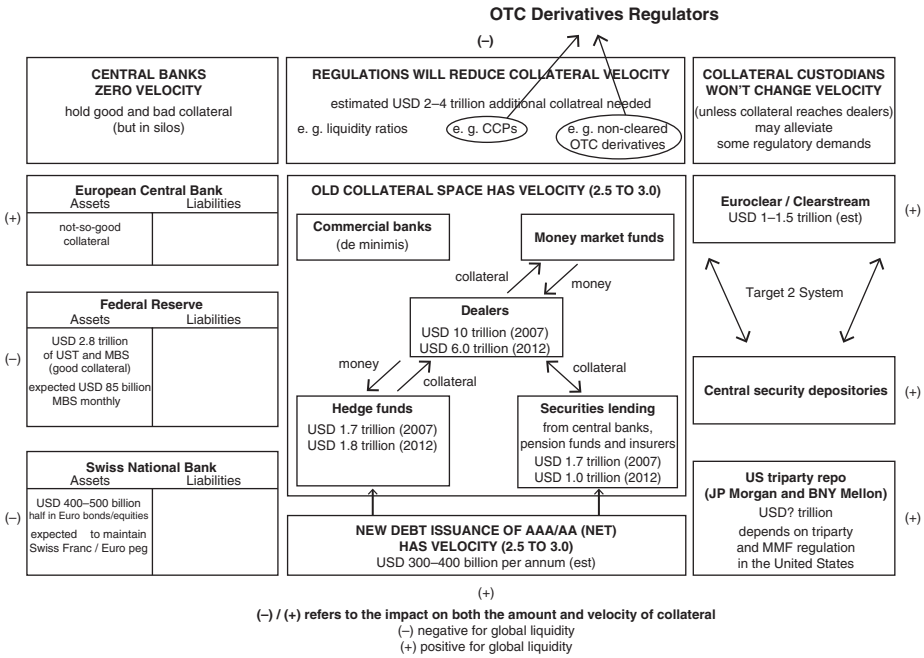 OTC Derivatives Regulators
(–)
CENTRAL BANKS
ZERO VELOCITY
hold good and bad collateral
(but in silos)
REGULATIONS WILL REDUCE COLLATERAL VELOCITY
estimated USD 2–4 trillion additional collatreal needed
e. g. liquidity ratios
e. g. CCPs
e. g. non-cleared
OTC derivatives
COLLATERAL CUSTODIANS
WON'T CHANGE VELOCITY
(unless collateral reaches dealers)
may alleviate
some regulatory demands
(+)
European Central Bank
Assets
Liabilities
not-so-good
collateral
(–)
Federal Reserve
Assets
Liabilities
USD 2.8 trillion
of UST and MBS
(good collateral)
expected USD 85 billion
MBS monthly
(–)
Swiss National Bank
Assets
Liabilities
USD 400–500 billion
half in Euro bonds/equities
expected to maintain
Swiss Franc / Euro peg
OLD COLLATERAL SPACE HAS VELOCITY (2.5 TO 3.0)
Commercial banks
(de minimis)
Money market funds
collateral
money
Dealers
USD 10 trillion (2007)
USD 6.0 trillion (2012)
money
collateral
collateral
Hedge funds
USD 1.7 trillion (2007)
USD 1.8 trillion (2012)
Securities lending
from central banks,
pension funds and insurers
USD 1.7 trillion (2007)
USD 1.0 trillion (2012)
NEW DEBT ISSUANCE OF AAA/AA (NET)
HAS VELOCITY (2.5 TO 3.0)
USD 300–400 billion per annum (est)
(+)
Euroclear / Clearstream
USD 1–1.5 trillion (est)
(+)
Target 2 System
Central security depositories
(+)
US triparty repo
(JP Morgan and BNY Mellon)
USD? trillion
depends on triparty
and MMF regulation
in the United States
(+)
(–) / (+) refers to the impact on both the amount and velocity of collateral
(–) negative for global liquidity
(+) positive for global liquidity